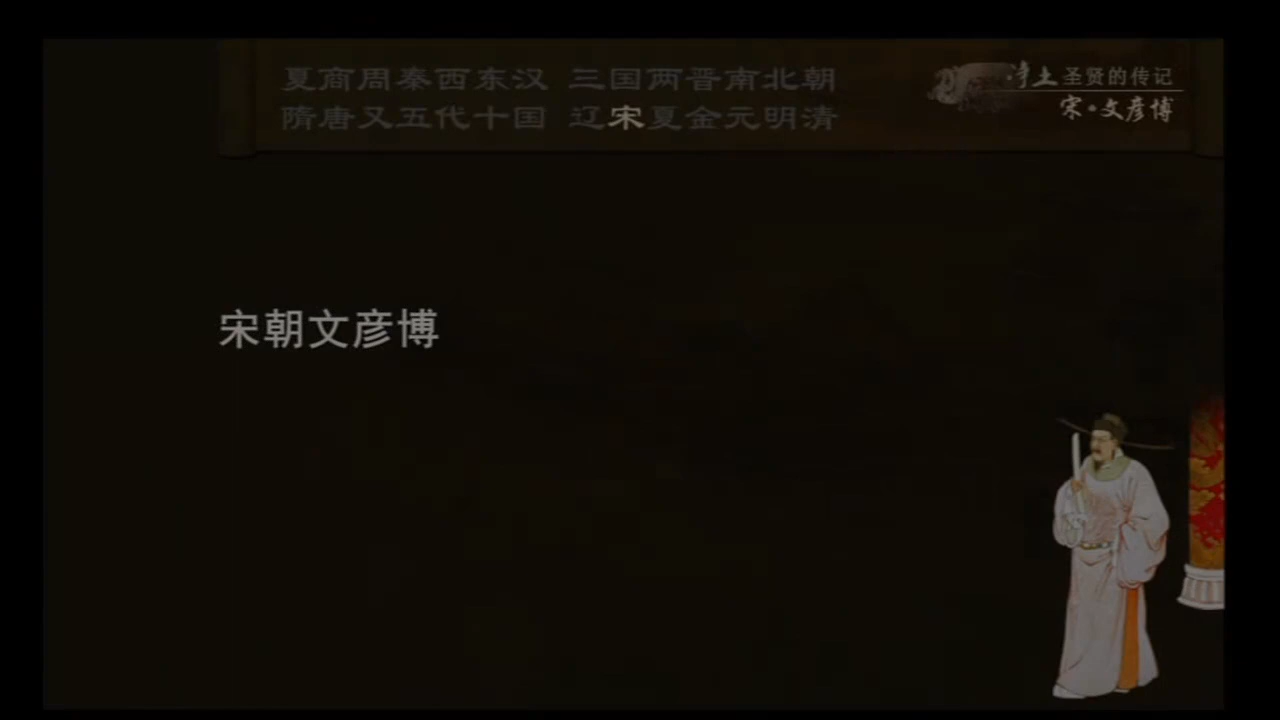 夏商周秦西东汉 三国两晋南北朝
隋唐又五代十国 辽宋夏金元明清
净土圣贤的传记
宋•文彦博
宋朝文彦博